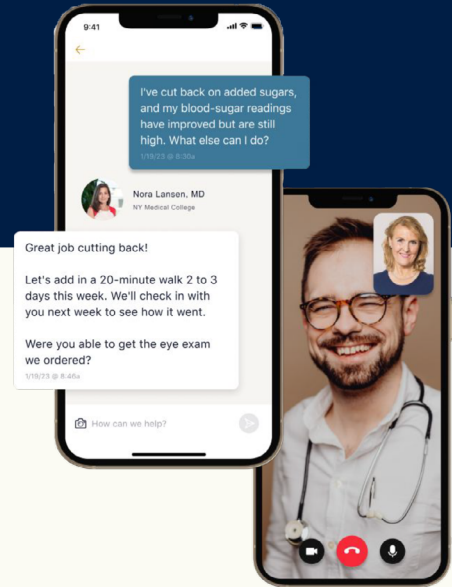 9:41
I've cut back on added sugars,
and my blood-sugar readings
have improved but are still
high. What else can I do?
1/19/23 @ 8:30a
Nora Lansen, MD
NY Medical College
Great job cutting back!
Let's add in a 20-minute walk 2 to 3
days this week. We'll check in with
you next week to see how it went.
Were you able to get the eye exam
we ordered?
1/19/23 @ 8:46a
How can we help?